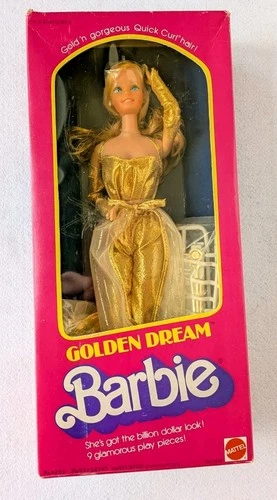 Gold 'n gorgeous Quick Curl hair!
GOLDEN DREAM
Barbie
She's got the billion dollar look!
9 glamorous play pieces!
MATTEL